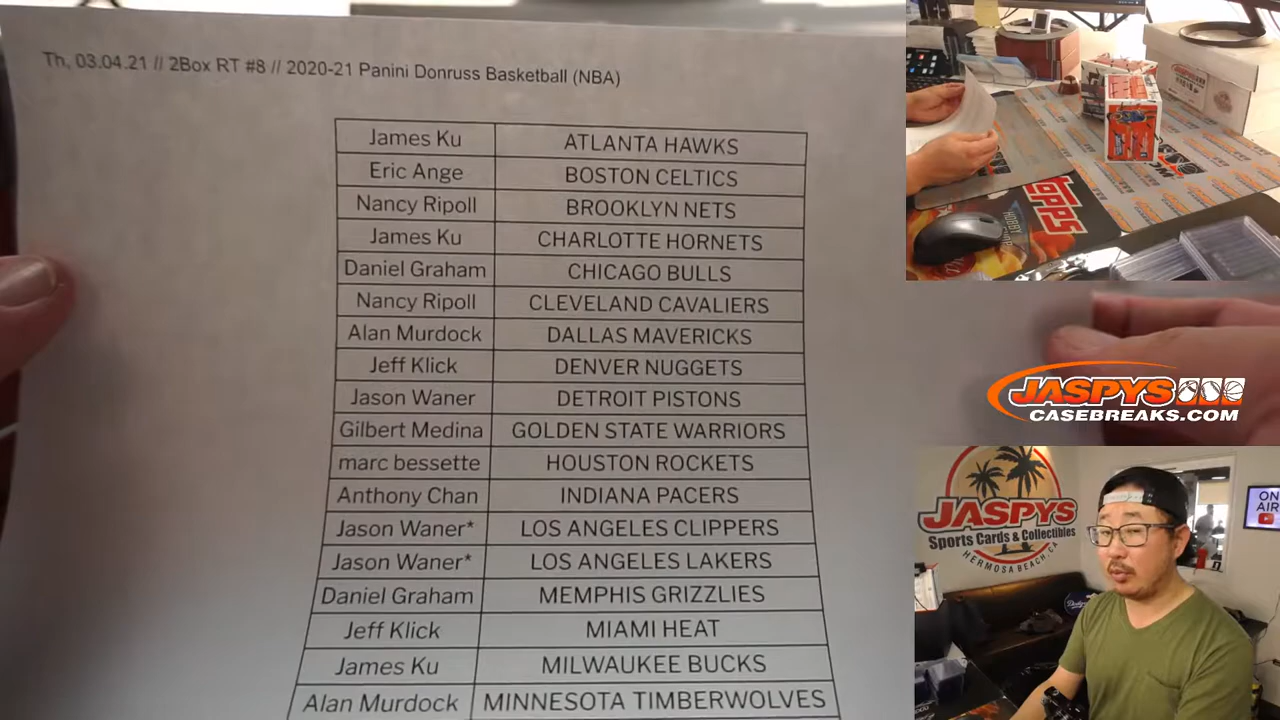 Th, 03.04.21 // 2Box RT #8 // 2020-21 Panini Donruss Basketball (NBA)
James Ku ATLANTA HAWKS
Eric Ange BOSTON CELTICS
Nancy Ripoll BROOKLYN NETS
James Ku CHARLOTTE HORNETS
Daniel Graham CHICAGO BULLS
Nancy Ripoll CLEVELAND CAVALIERS
Alan Murdock DALLAS MAVERICKS
Jeff Klick DENVER NUGGETS
Jason Waner DETROIT PISTONS
Gilbert Medina GOLDEN STATE WARRIORS
marc bessette HOUSTON ROCKETS
Anthony Chan INDIANA PACERS
Jason Waner* LOS ANGELES CLIPPERS
Jason Waner* LOS ANGELES LAKERS
Daniel Graham MEMPHIS GRIZZLIES
Jeff Klick MIAMI HEAT
James Ku MILWAUKEE BUCKS
Alan Murdock MINNESOTA TIMBERWOLVES
TOPPS
JASPYS
CASEBREAKS.COM
JASPYS
Sports Cards & Collectibles
HERMOSA BEACH, CA
ON
AIR
Dodgers